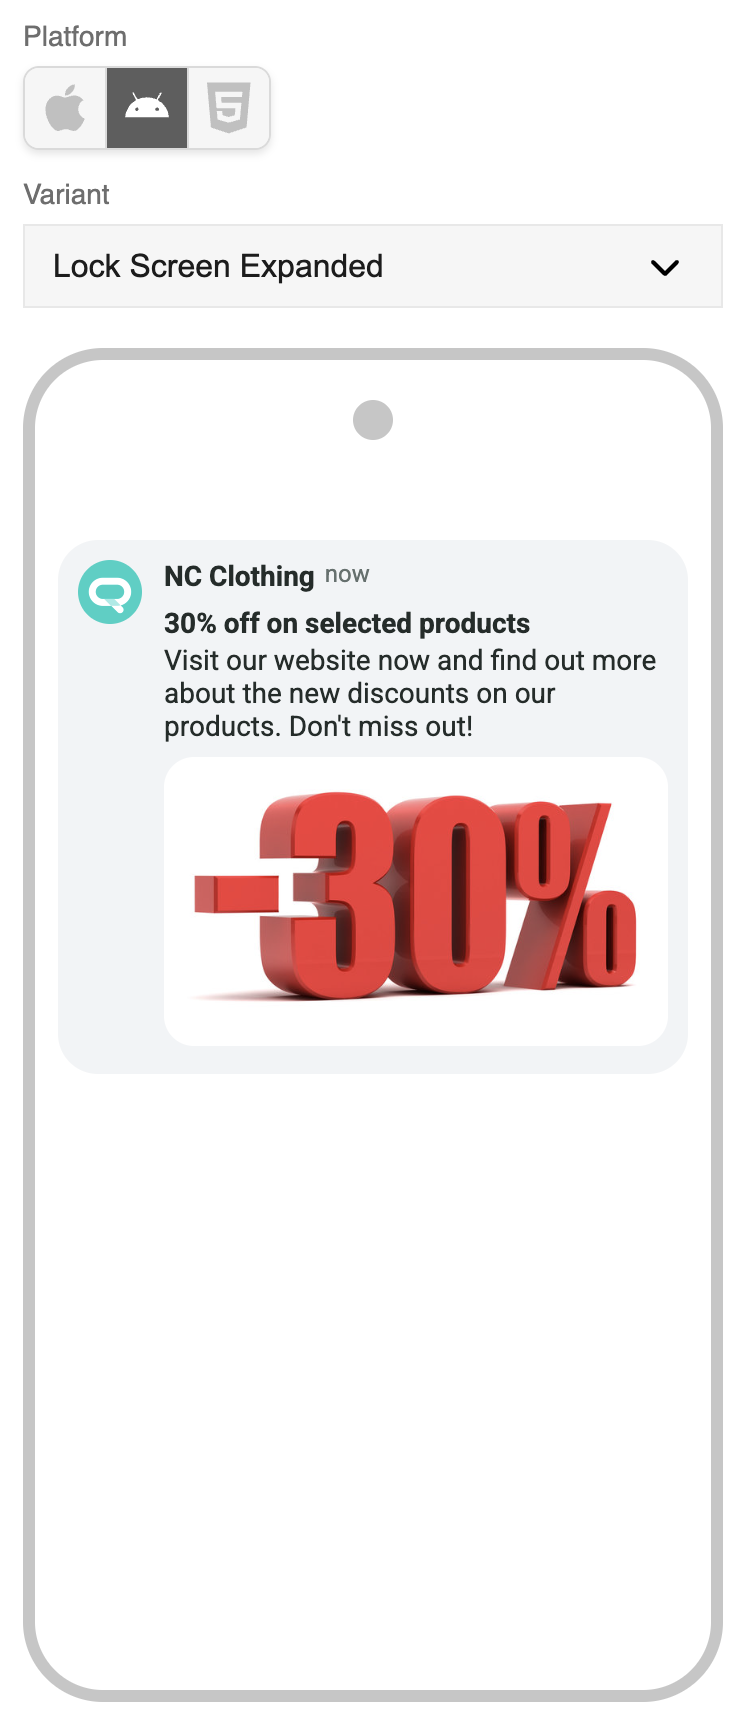 Platform
Variant
Lock Screen Expanded
NC Clothing now
30% off on selected products
Visit our website now and find out more
about the new discounts on our
products. Don't miss out!
-30%